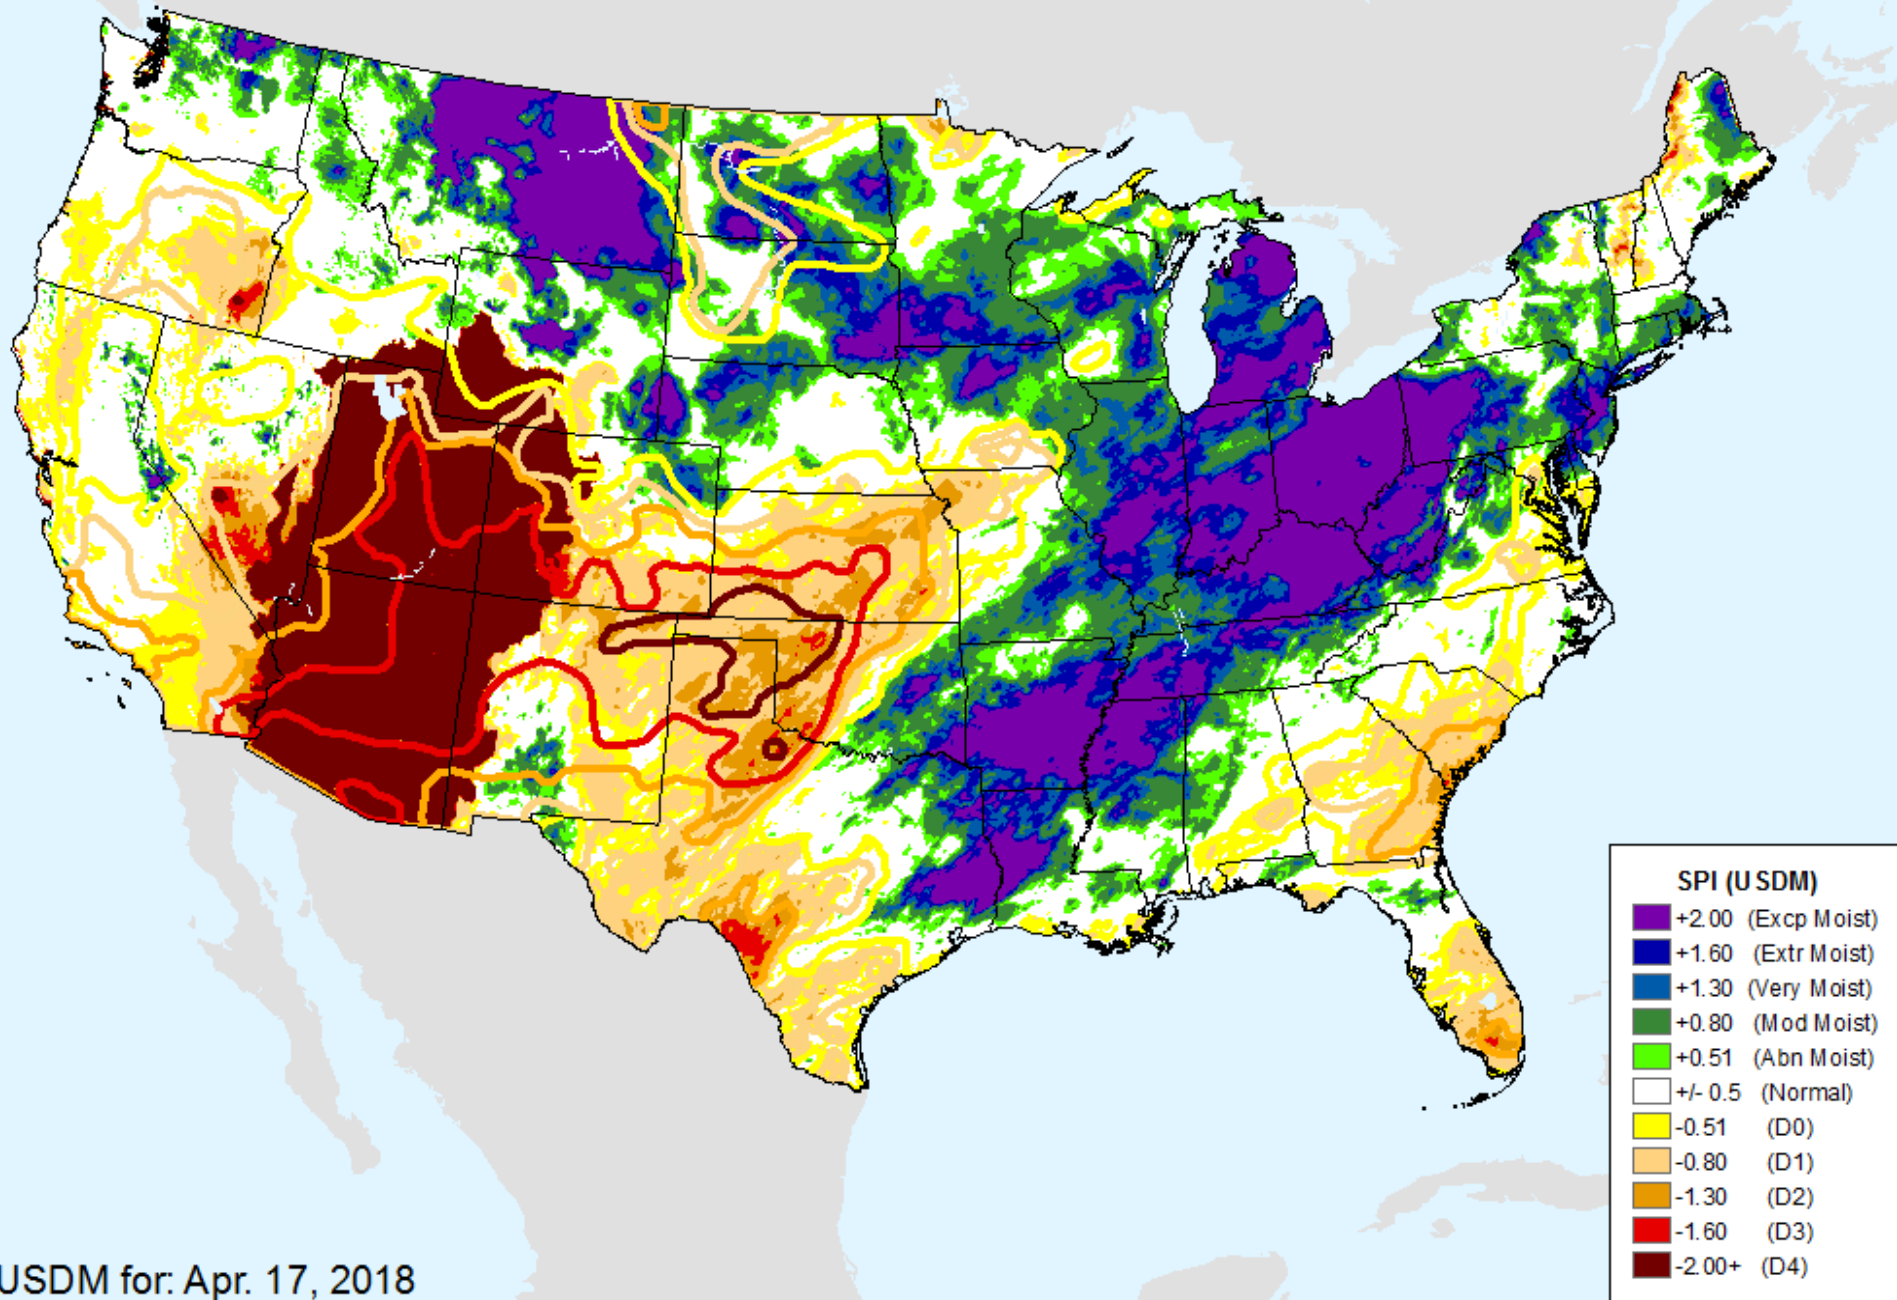 SPI (USDM)
+2.00 (Excp Moist)
+1.60 (Extr Moist)
+1.30 (Very Moist)
+0.80 (Mod Moist)
+0.51 (Abn Moist)
+/- 0.5 (Normal)
-0.51 (D0)
-0.80 (D1)
-1.30 (D2)
-1.60 (D3)
-2.00+ (D4)
USDM for: Apr. 17, 2018